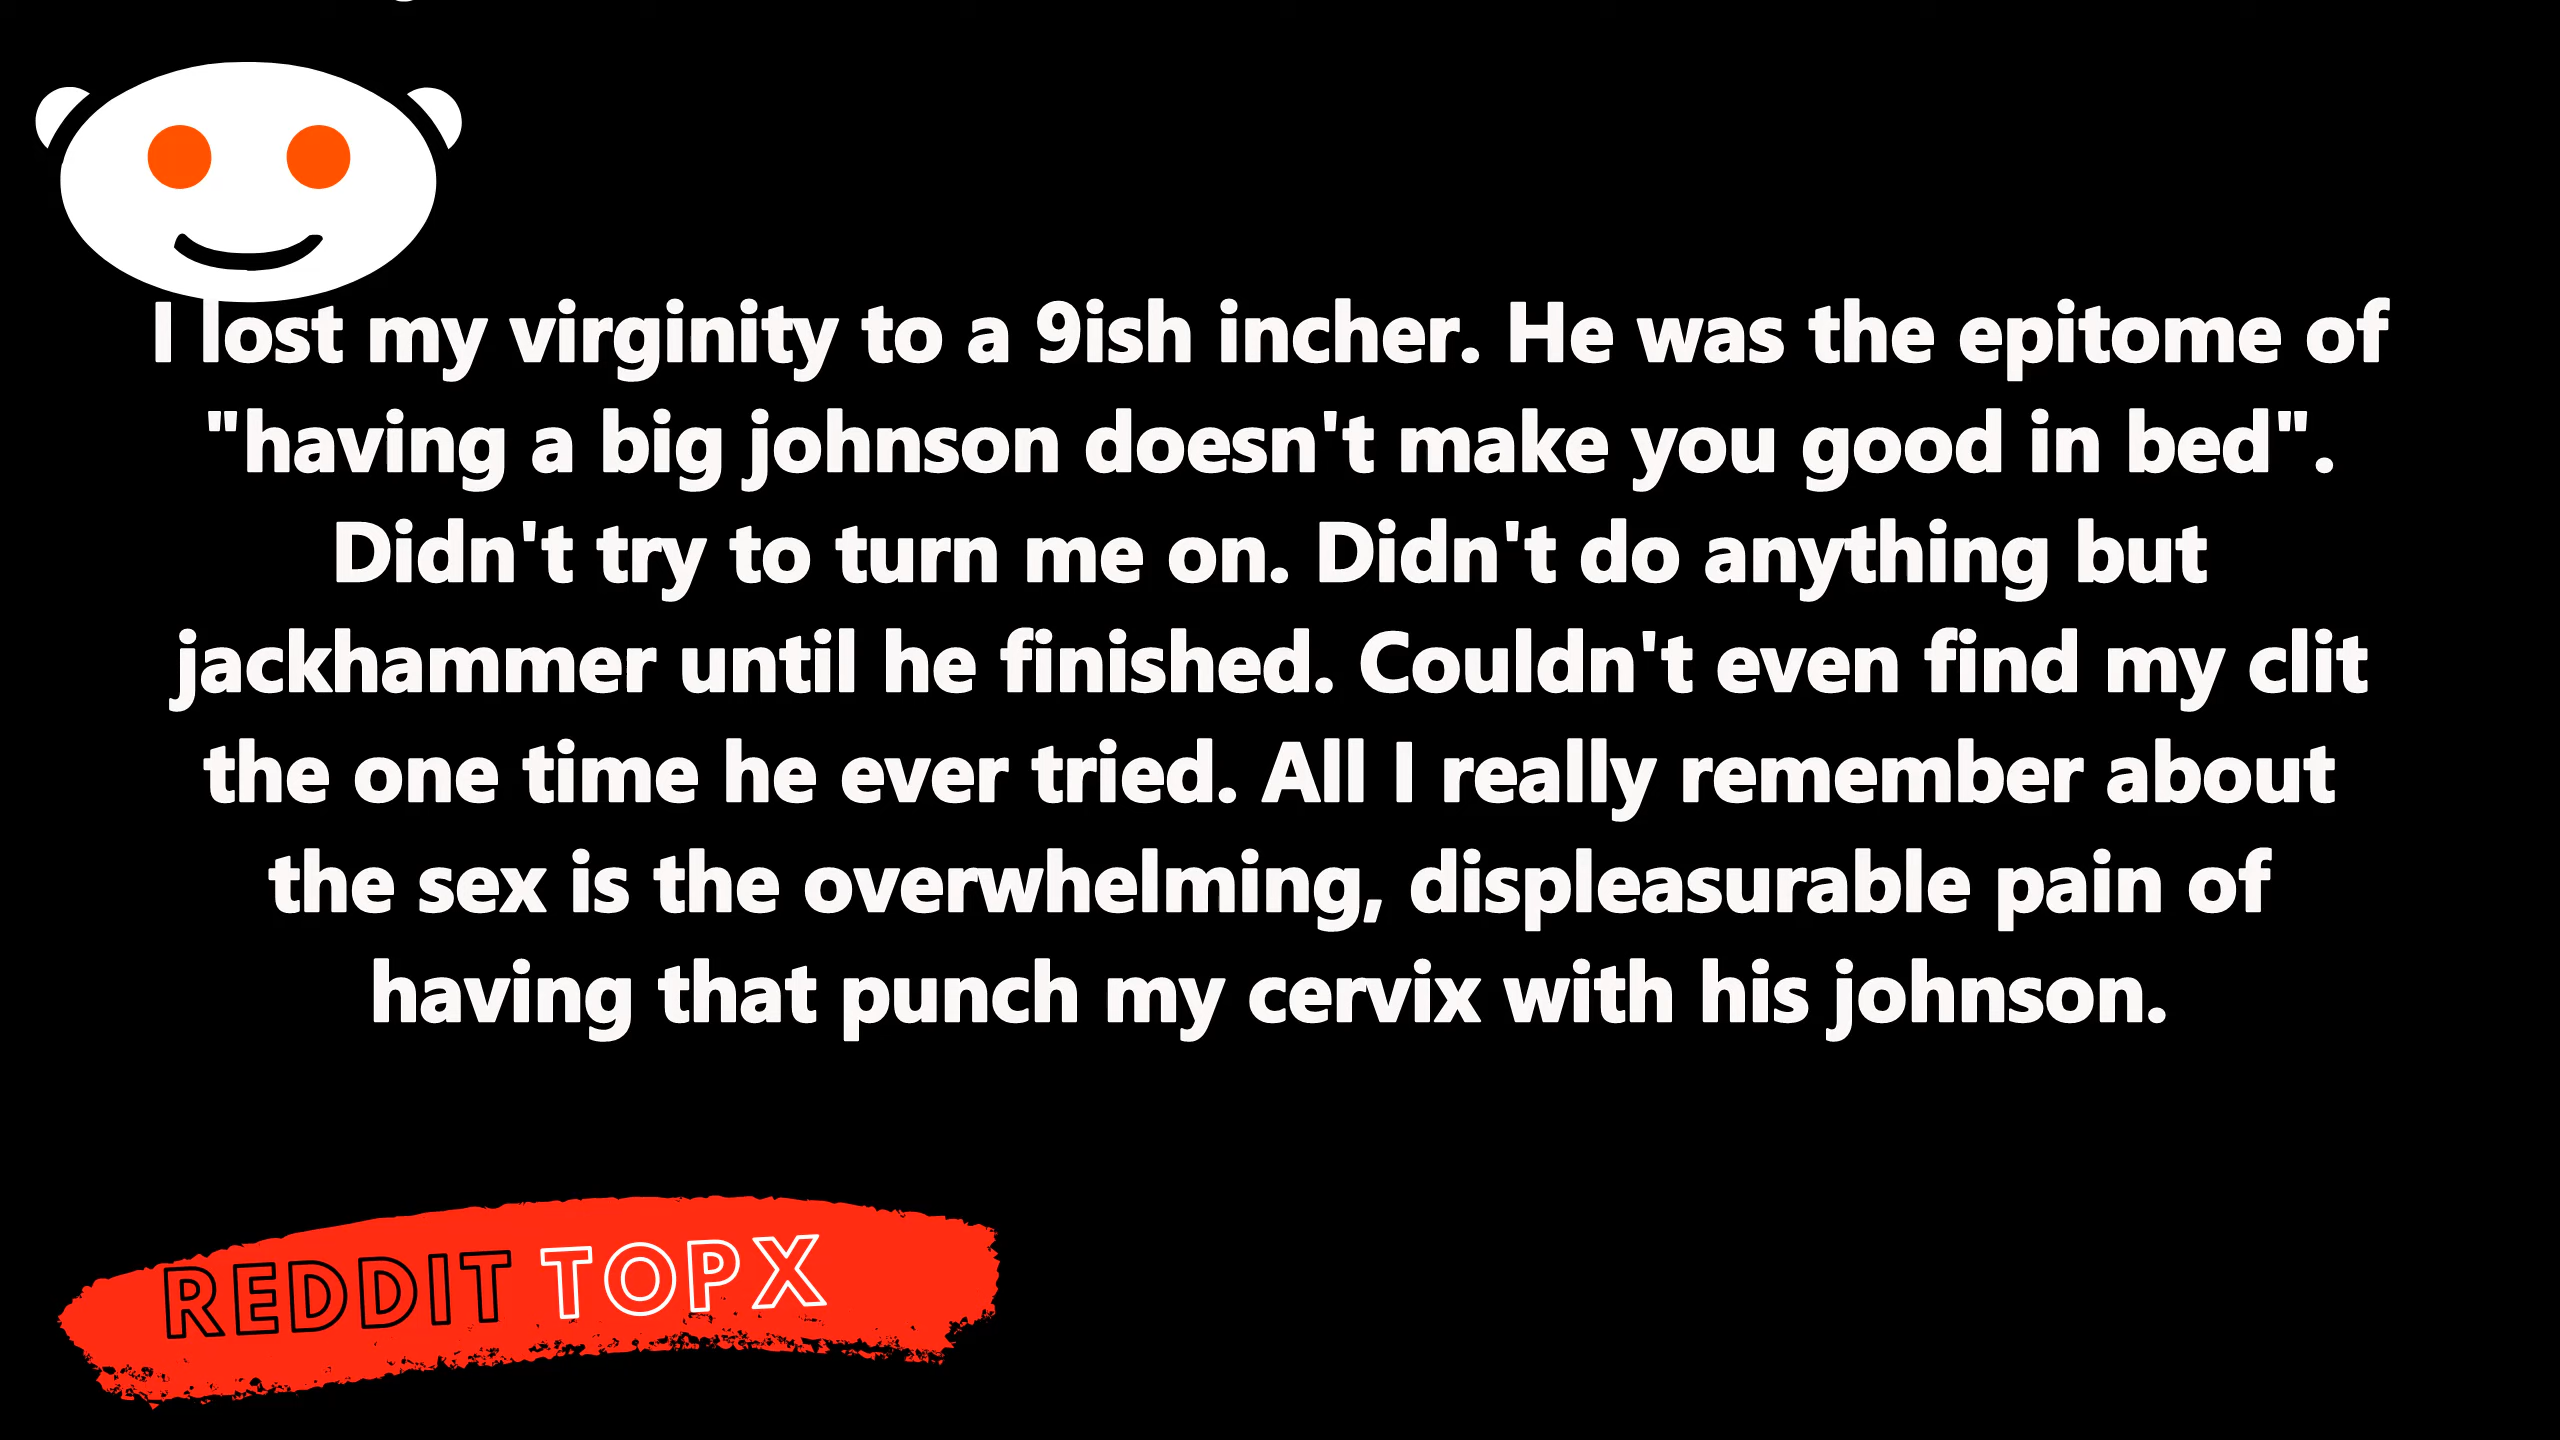 I lost my virginity to a 9ish incher. He was the epitome of
"having a big johnson doesn't make you good in bed".
Didn't try to turn me on. Didn't do anything but
jackhammer until he finished. Couldn't even find my clit
the one time he ever tried. All I really remember about
the sex is the overwhelming, displeasurable pain of
having that punch my cervix with his johnson.
REDDIT TOPX